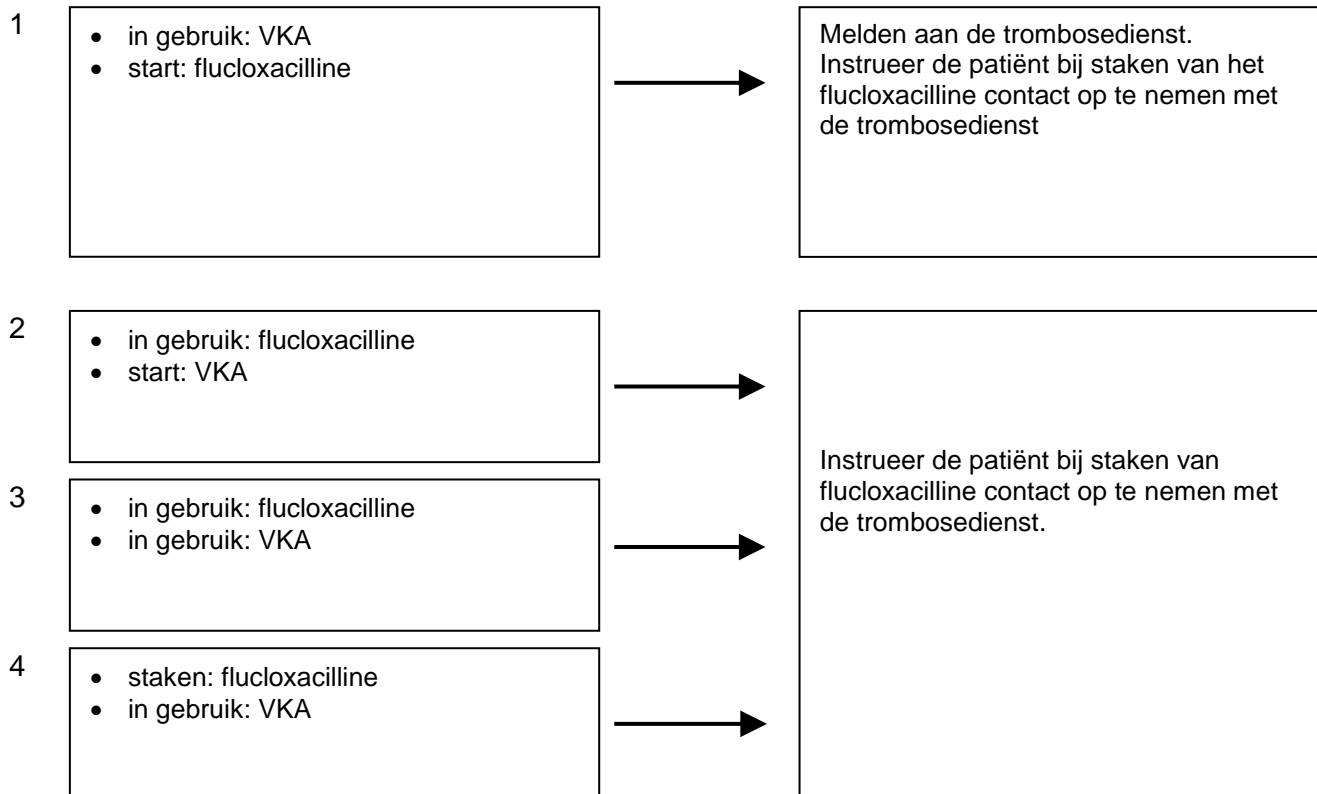 1
• in gebruik: VKA
• start: flucloxacilline
Melden aan de trombosedienst.
Instrueer de patiënt bij staken van het
flucloxacilline contact op te nemen met
de trombosedienst
2
• in gebruik: flucloxacilline
• start: VKA
3
• in gebruik: flucloxacilline
• in gebruik: VKA
4
• staken: flucloxacilline
• in gebruik: VKA
Instrueer de patiënt bij staken van
flucloxacilline contact op te nemen met
de trombosedienst.